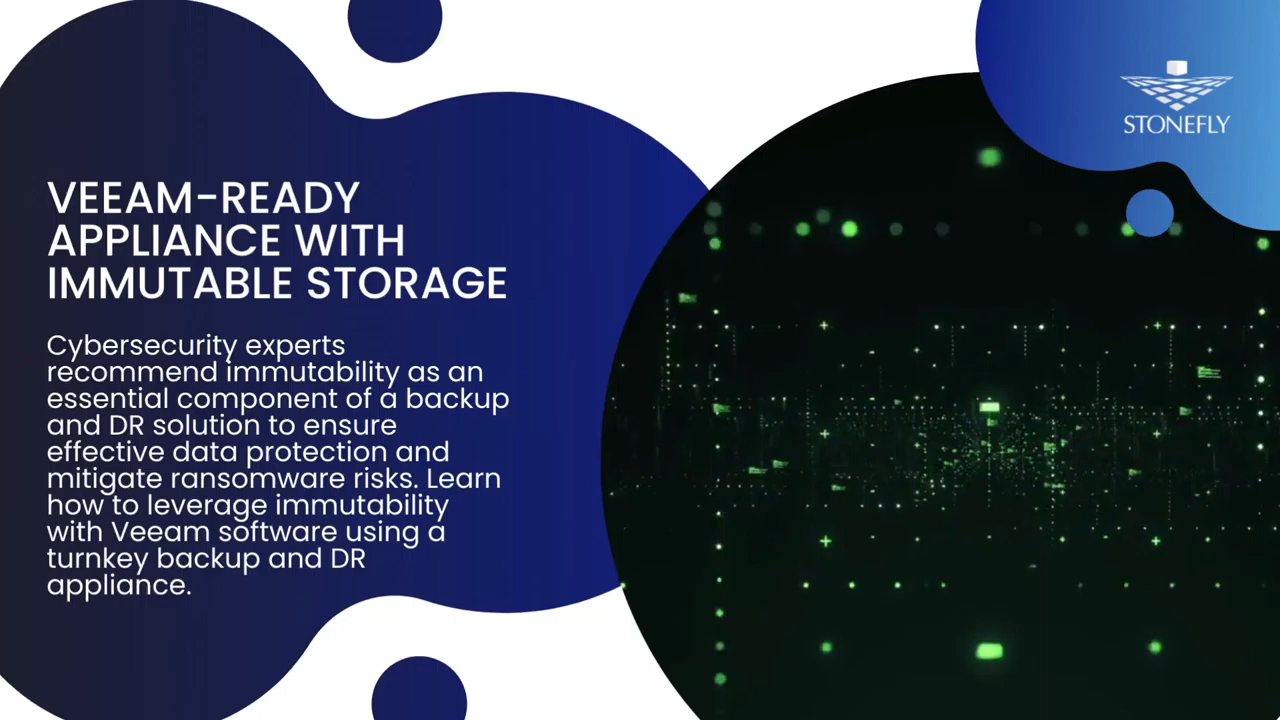 STONEFLY
VEEAM-READY
APPLIANCE WITH
IMMUTABLE STORAGE
Cybersecurity experts
recommend immutability as an
essential component of a backup
and DR solution to ensure
effective data protection and
mitigate ransomware risks. Learn
how to leverage immutability
with Veeam software using a
turnkey backup and DR
appliance.